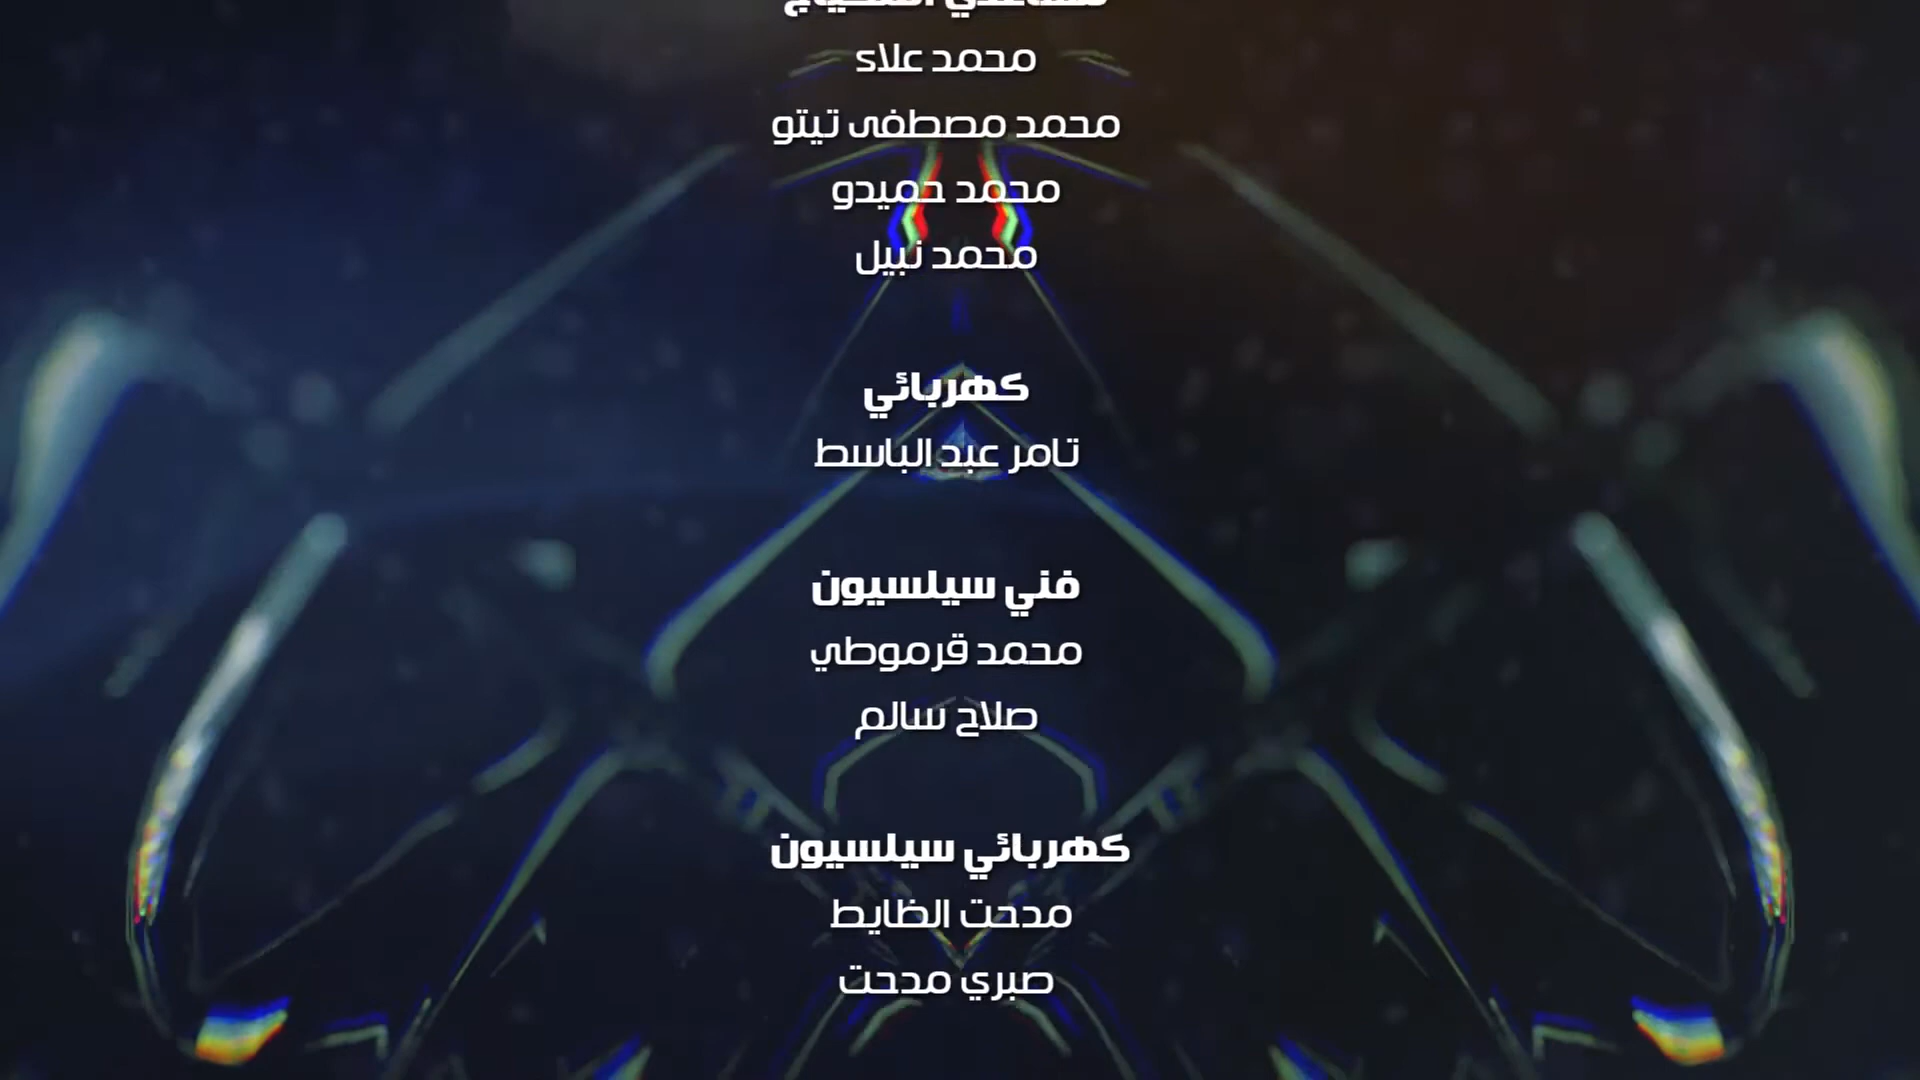 محمد علاء
محمد مصطفى تيتو
محمد حميدو
محمد نبيل
كهربائي
تامر عبد الباسط
فني سيلسيون
محمد قرموطي
صلاح سالم
كهربائي سيلسيون
مدحت الظايط
صبري مدحت